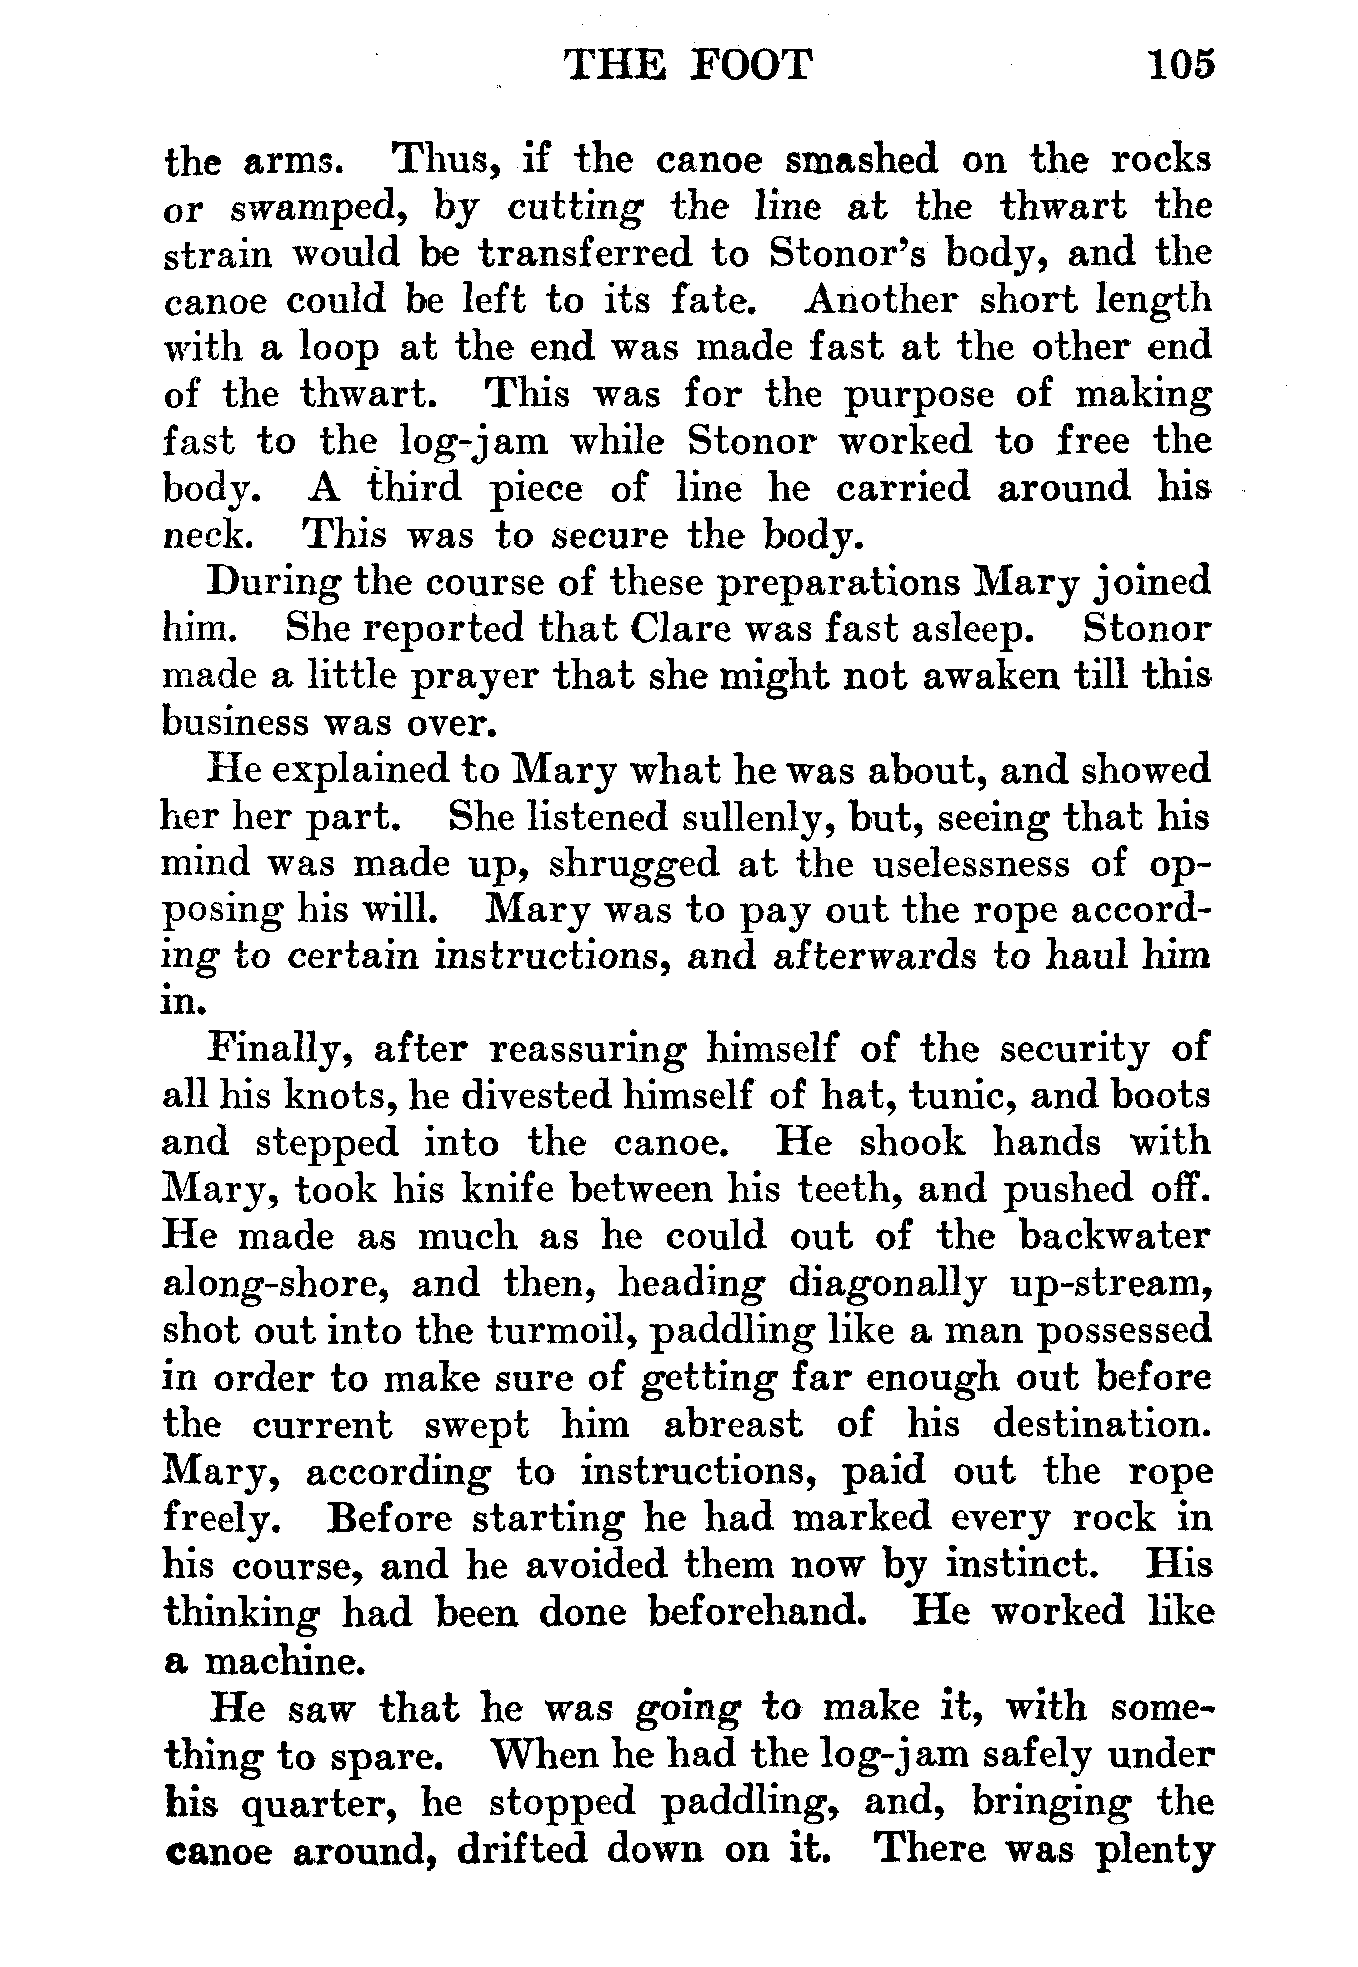 THE FOOT 105
the arms. Thus, if the canoe smashed on the rocks
or swamped, by cutting the line at the thwart the
strain would be transferred to Stonor's body, and the
canoe could be left to its fate. Another short length
with a loop at the end was made fast at the other end
of the thwart. This was for the purpose of making
fast to the log-jam while Stonor worked to free the
body. A third piece of line he carried around his
neck. This was to secure the body.
During the course of these preparations Mary joined
him. She reported that Clare was fast asleep. Stonor
made a little prayer that she might not awaken till this
business was over.
He explained to Mary what he was about, and showed
her her part. She listened sullenly, but, seeing that his
mind was made up, shrugged at the uselessness of op-
posing his will. Mary was to pay out the rope accord-
ing to certain instructions, and afterwards to haul him
in.
Finally, after reassuring himself of the security of
all his knots, he divested himself of hat, tunic, and boots
and stepped into the canoe. He shook hands with
Mary, took his knife between his teeth, and pushed off.
He made as much as he could out of the backwater
along-shore, and then, heading diagonally up-stream,
shot out into the turmoil, paddling like a man possessed
in order to make sure of getting far enough out before
the current swept him abreast of his destination.
Mary, according to instructions, paid out the rope
freely. Before starting he had marked every rock in
his course, and he avoided them now by instinct. His
thinking had been done beforehand. He worked like
a machine.
He saw that he was going to make it, with some-
thing to spare. When he had the log-jam safely under
his quarter, he stopped paddling, and, bringing the
canoe around, drifted down on it. There was plenty